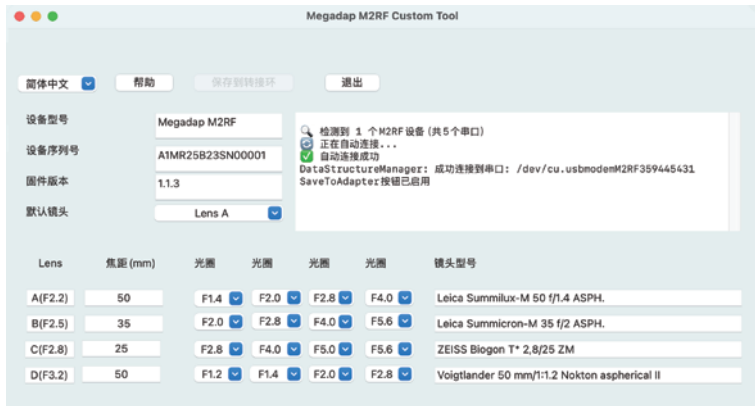 Megadap M2RF Custom Tool
简体中文 帮助 保存到转接环 退出
设备型号 Megadap M2RF
设备序列号 A1MR25B23SN00001
固件版本 1.1.3
默认镜头 Lens A
🔍 检测到 1 个M2RF设备 (共5个串口)
🔄 正在自动连接...
✅ 自动连接成功
DataStructureManager: 成功连接到串口: /dev/cu.usbmodemM2RF359445431
SaveToAdapter按钮已启用
Lens 焦距(mm) 光圈 光圈 光圈 光圈 镜头型号
A(F2.2) 50 F1.4 F2.0 F2.8 F4.0 Leica Summilux-M 50 f/1.4 ASPH.
B(F2.5) 35 F2.0 F2.8 F4.0 F5.6 Leica Summicron-M 35 f/2 ASPH.
C(F2.8) 25 F2.8 F4.0 F5.0 F5.6 ZEISS Biogon T* 2,8/25 ZM
D(F3.2) 50 F1.2 F1.4 F2.0 F2.8 Voigtlander 50 mm/1:1.2 Nokton aspherical II